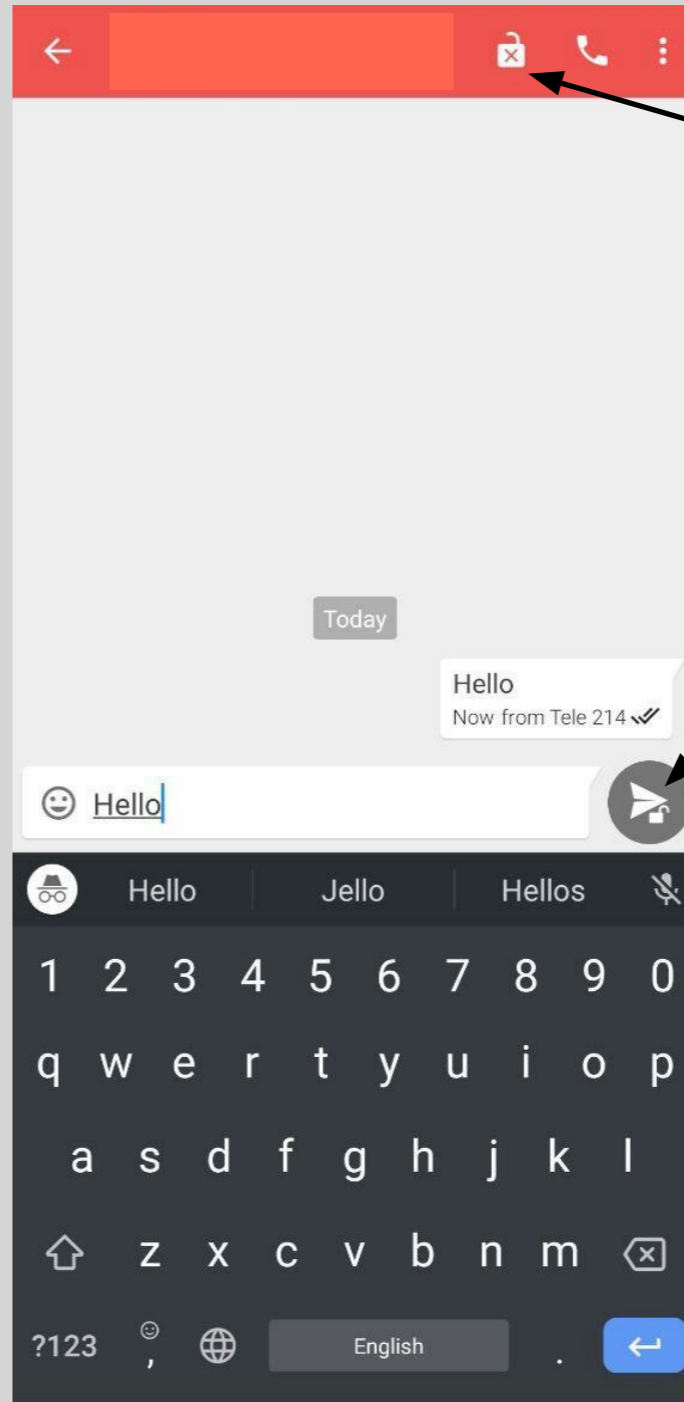 Today
Hello
Now from Tele 214
Hello
Hello Jello Hellos
1 2 3 4 5 6 7 8 9 0
q w e r t y u i o p
a s d f g h j k l
z x c v b n m
?123 , English .